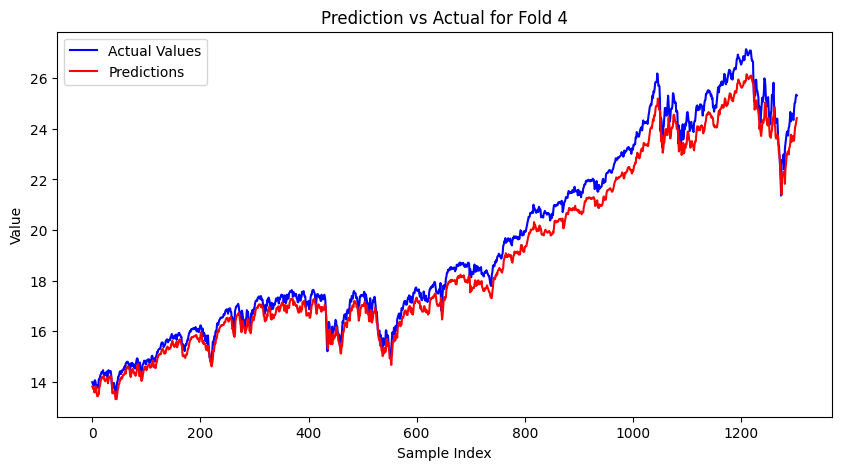 Prediction vs Actual for Fold 4
Actual Values
Predictions
Value
26
24
22
20
18
16
14
0 200 400 600 800 1000 1200
Sample Index